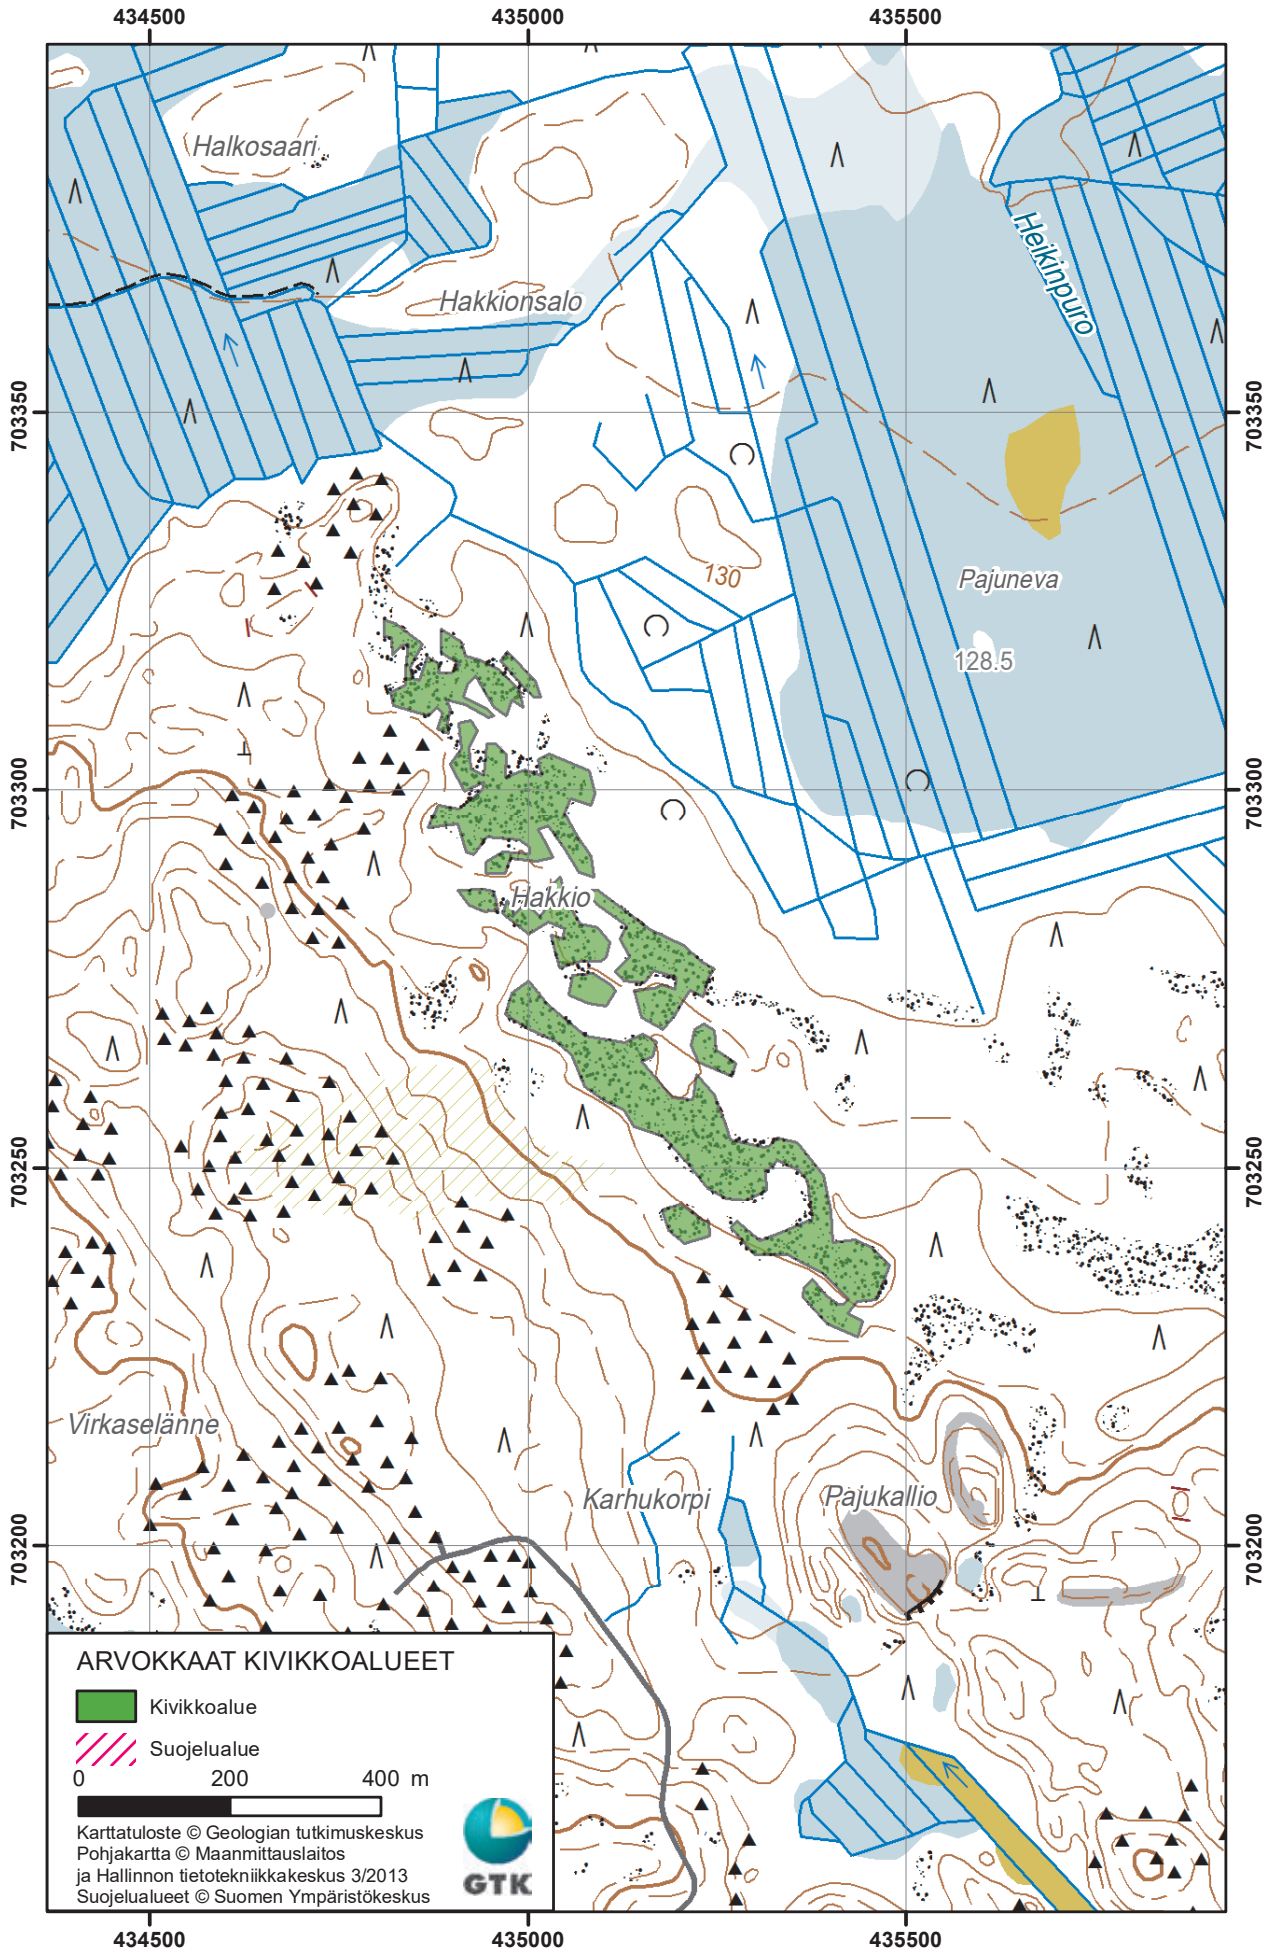 434500
435000
435500
Halkosaari
Heikinpuro
Hakkionsalo
703350
703350
130
Pajuneva
128.5
703300
703300
Hakkio
703250
703250
Virkaselänne
Karhukorpi
Pajukallio
703200
703200
ARVOKKAAT KIVIKKOALUEET
Kivikkoalue
Suojelualue
0 200 400 m
Karttatuloste © Geologian tutkimuskeskus
Pohjakartta © Maanmittauslaitos
ja Hallinnon tietotekniikkakeskus 3/2013
Suojelualueet © Suomen Ympäristökeskus
GTK
434500
435000
435500